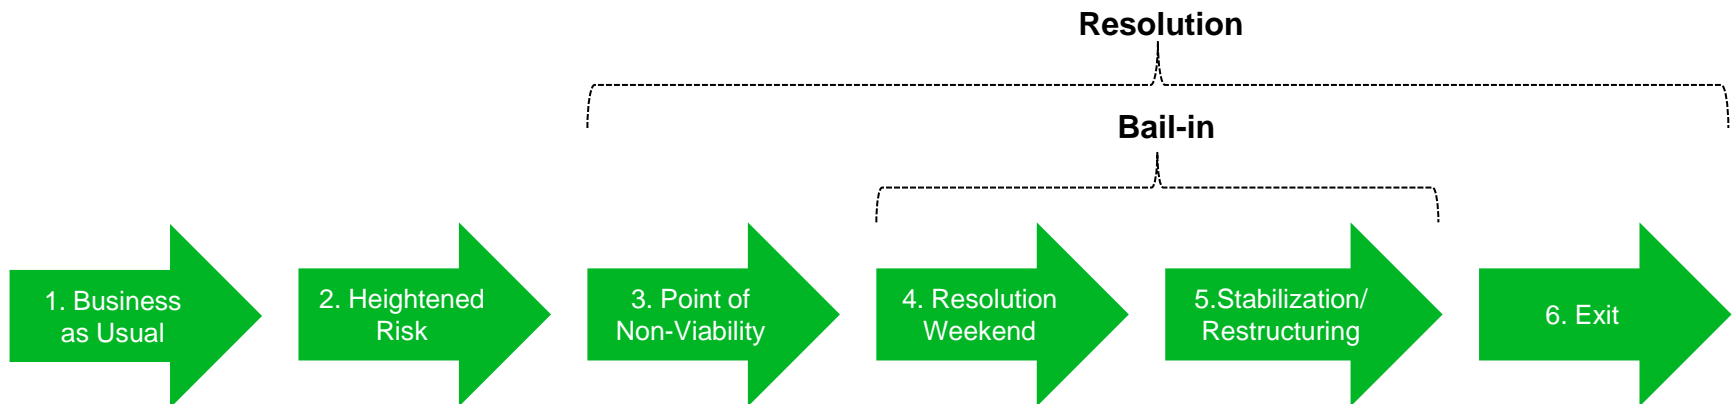 Resolution
Bail-in
1. Business
as Usual
2. Heightened
Risk
3. Point of
Non-Viability
4. Resolution
Weekend
5.Stabilization/
Restructuring
6. Exit